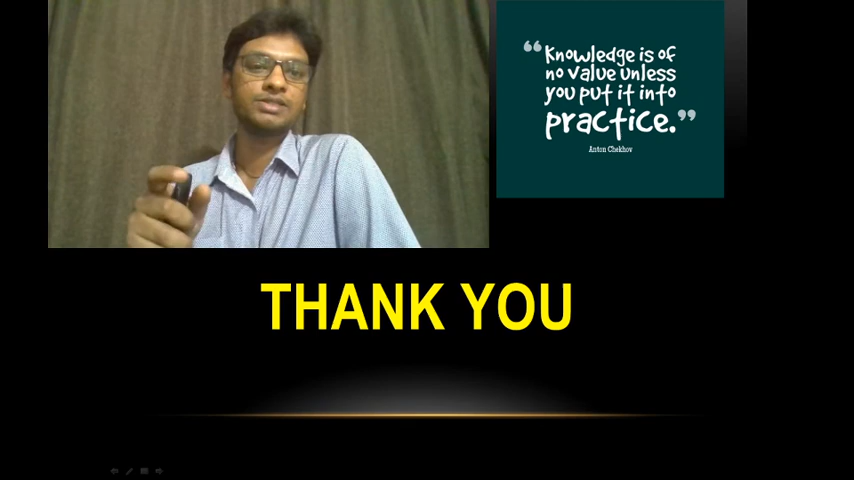 “Knowledge is of
no value unless
you put it into
practice.”
Anton Chekhov
THANK YOU